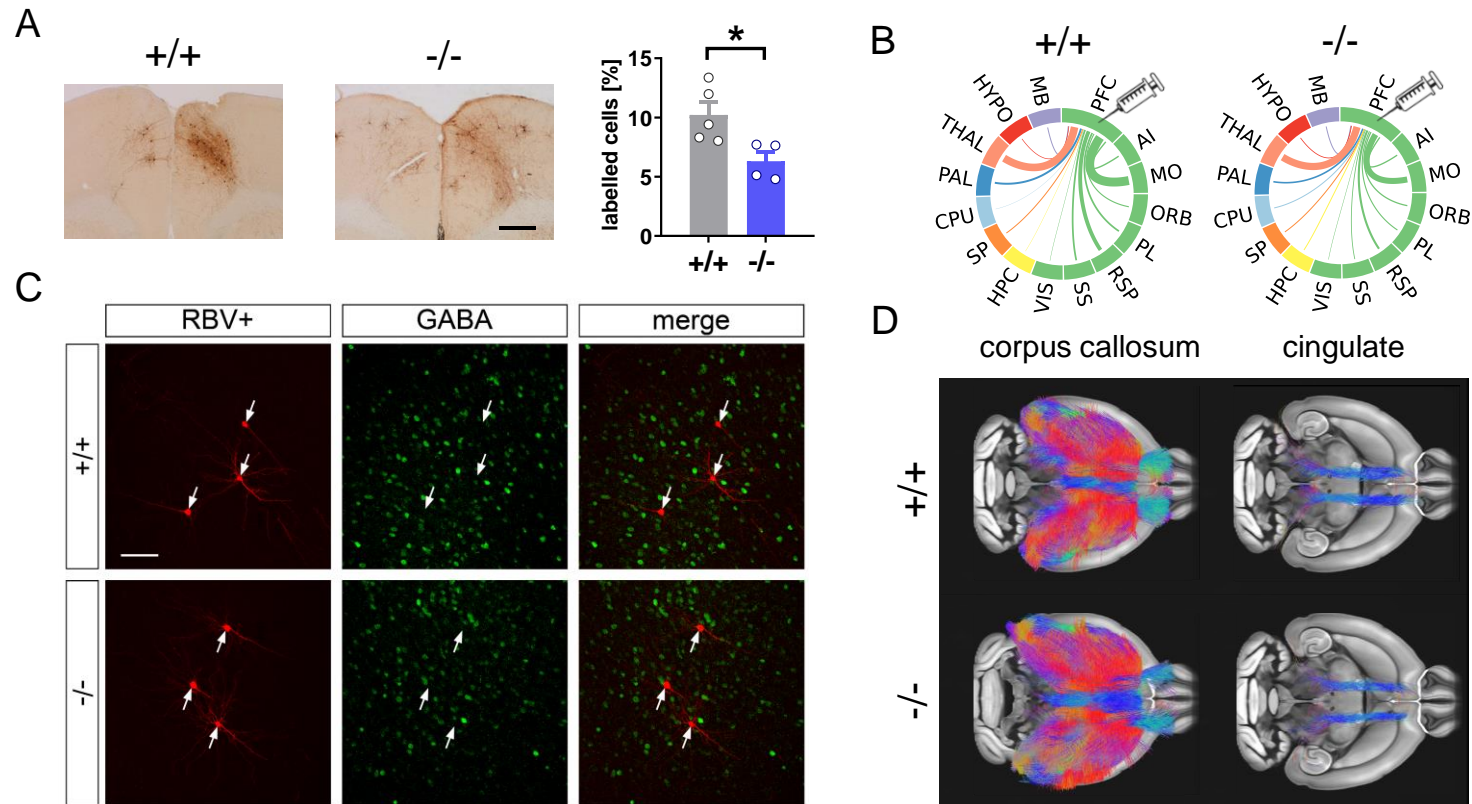 A
+/+
-/-
labelled cells [%]
15
10
5
0
*
+/+
-/-
B
+/+
-/-
PFC
AI
MO
ORB
PL
RSP
SS
VIS
HPC
SP
CPU
PAL
THAL
HYPO
MB
PFC
AI
MO
ORB
PL
RSP
SS
VIS
HPC
SP
CPU
PAL
THAL
HYPO
MB
C
RBV+
GABA
merge
+/+
-/-
D
corpus callosum
cingulate
+/+
-/-